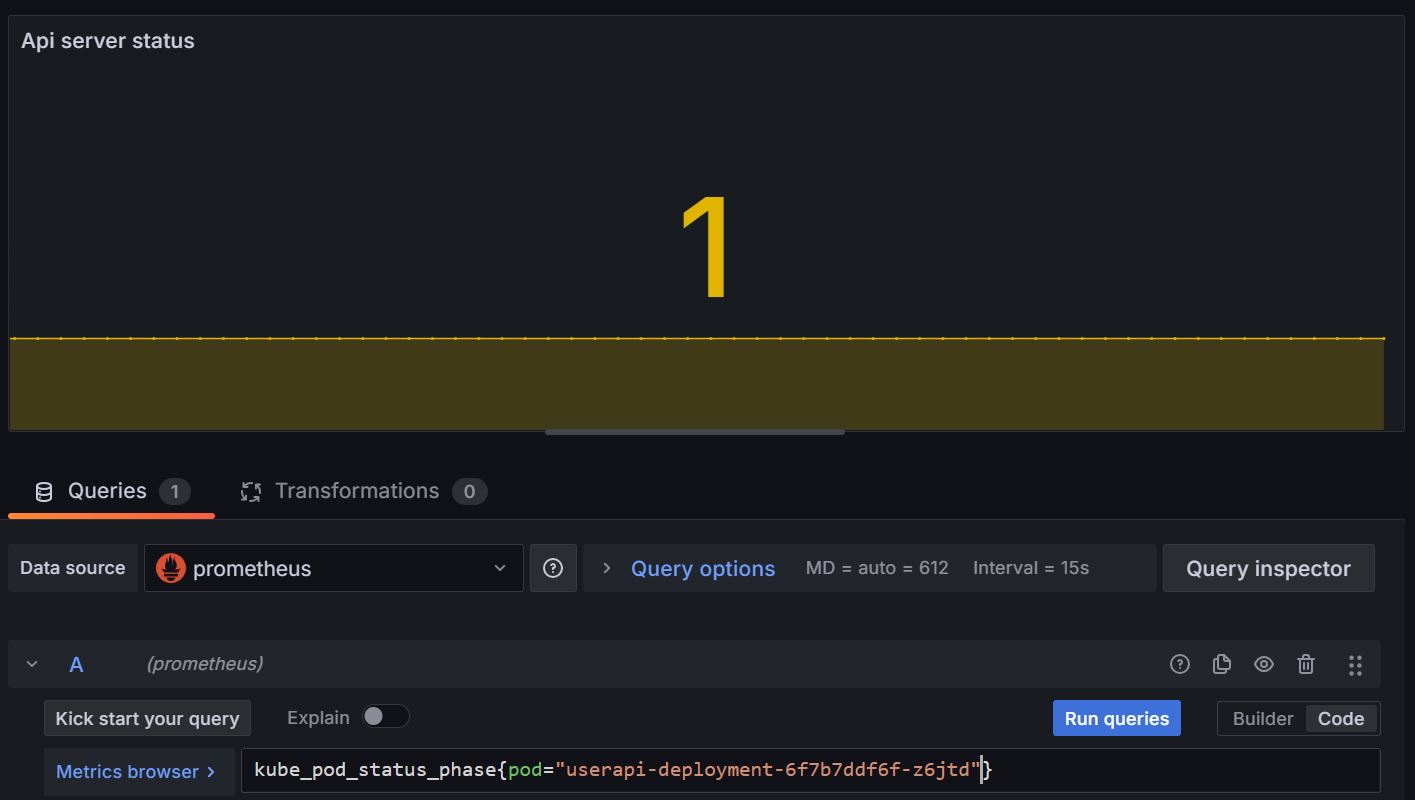 Api server status
1
Queries 1 Transformations 0
Data source prometheus Query options MD = auto = 612 Interval = 15s Query inspector
A (prometheus)
Kick start your query Explain Run queries Builder Code
Metrics browser > kube_pod_status_phase{pod="userapi-deployment-6f7b7ddf6f-z6jtd"}